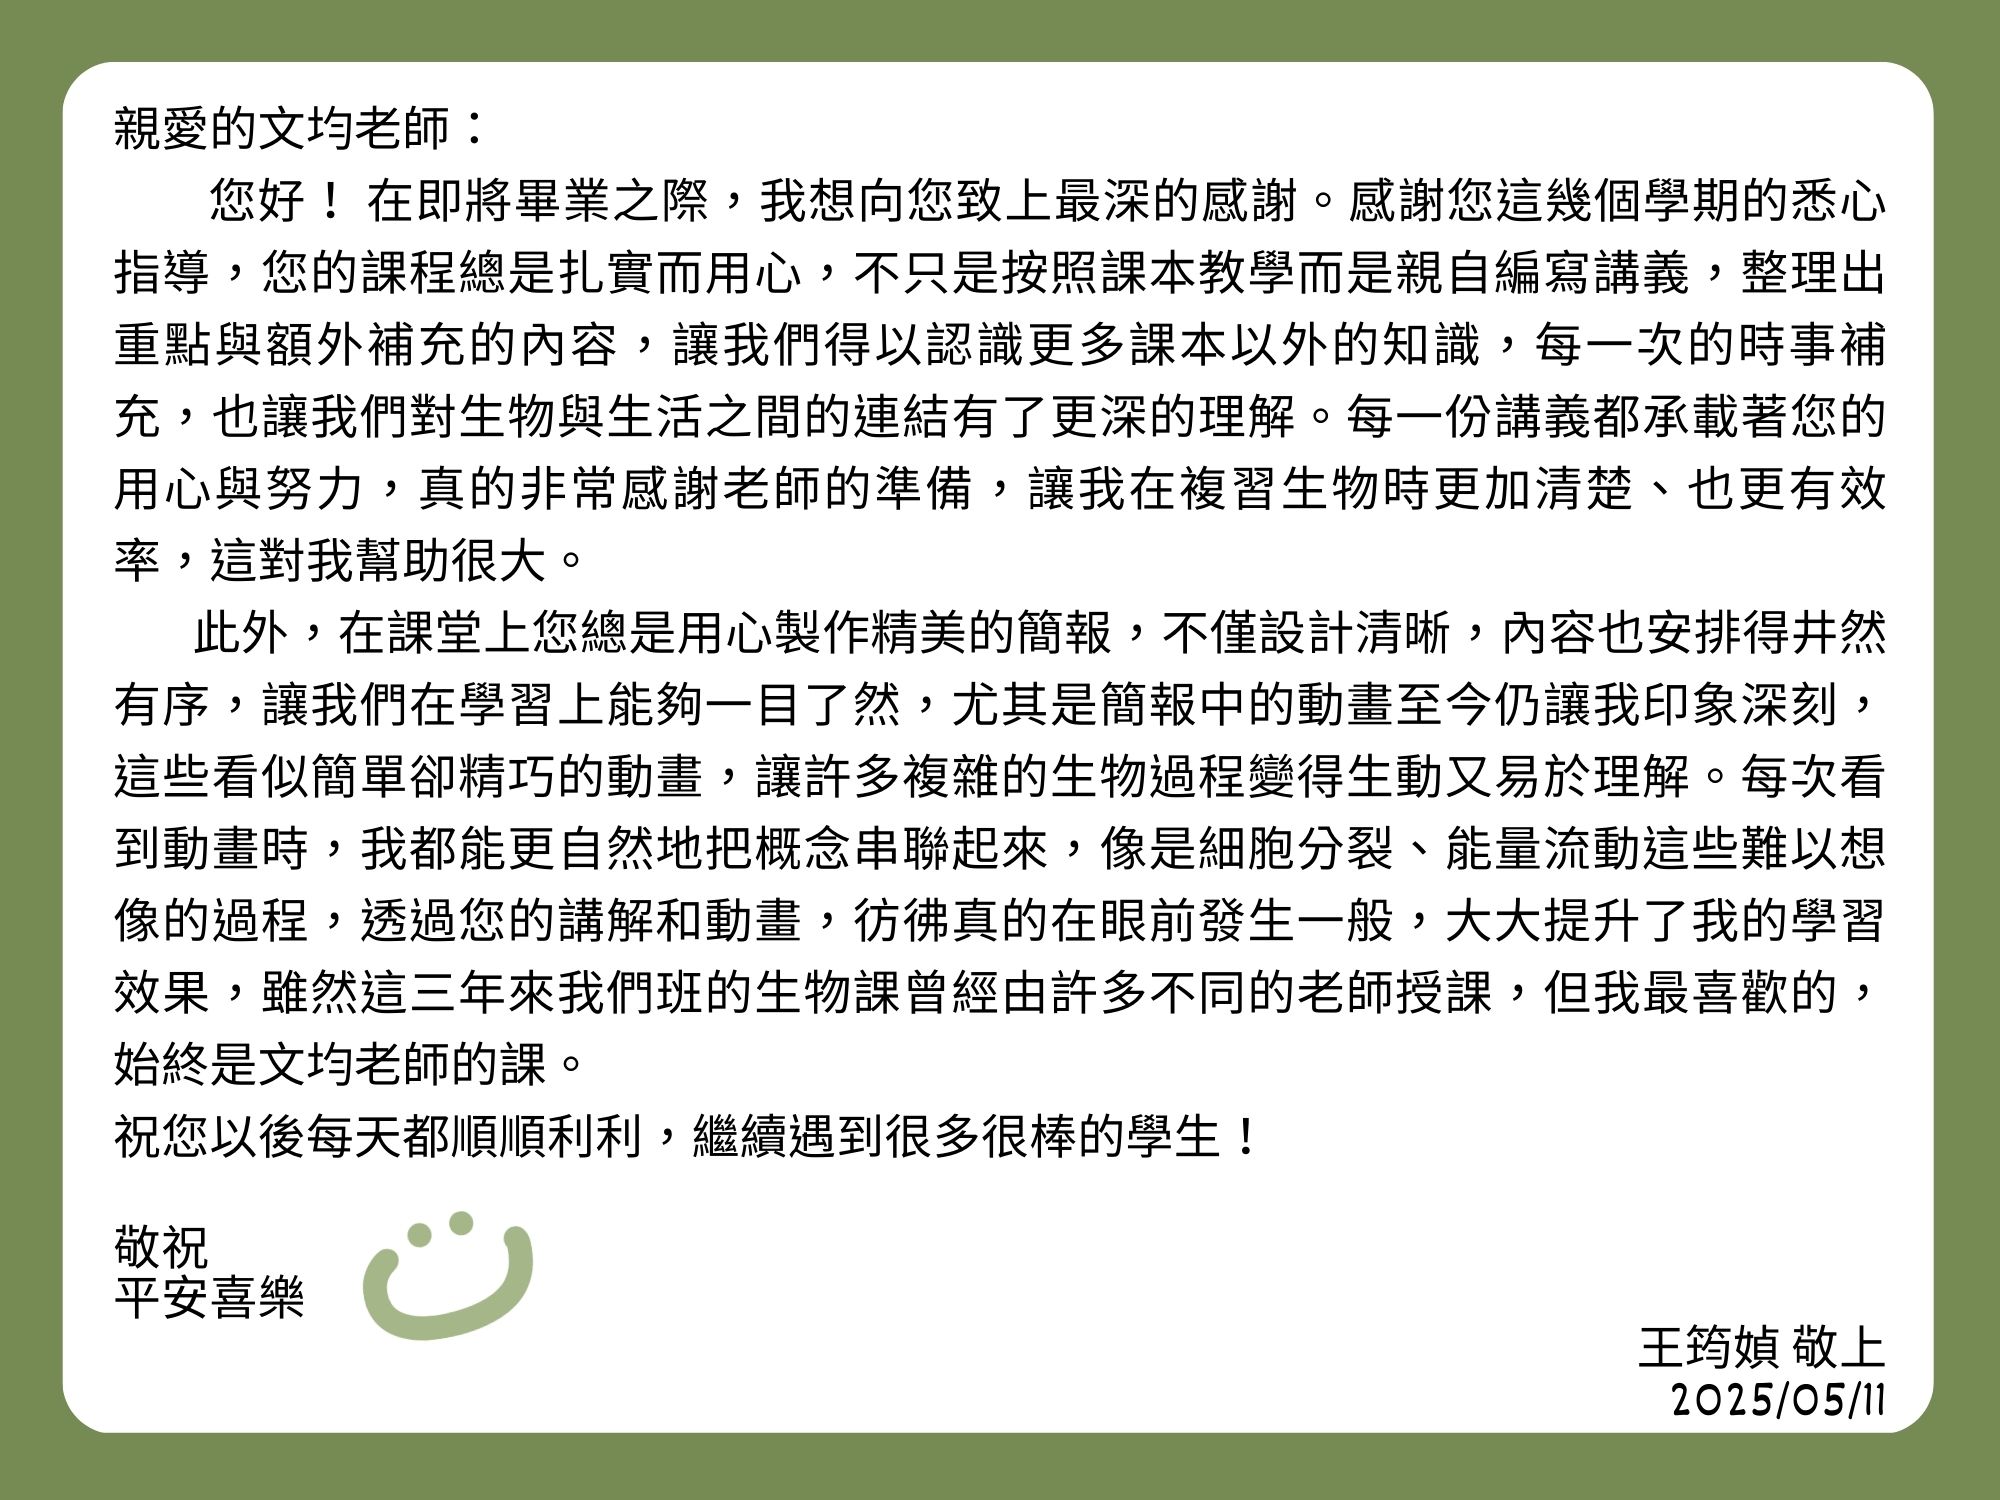 親愛的文均老師：
您好！ 在即將畢業之際，我想向您致上最深的感謝。感謝您這幾個學期的悉心
指導，您的課程總是扎實而用心，不只是按照課本教學而是親自編寫講義，整理出
重點與額外補充的內容，讓我們得以認識更多課本以外的知識，每一次的時事補
充，也讓我們對生物與生活之間的連結有了更深的理解。每一份講義都承載著您的
用心與努力，真的非常感謝老師的準備，讓我在複習生物時更加清楚、也更有效
率，這對我幫助很大。
此外，在課堂上您總是用心製作精美的簡報，不僅設計清晰，內容也安排得井然
有序，讓我們在學習上能夠一目了然，尤其是簡報中的動畫至今仍讓我印象深刻，
這些看似簡單卻精巧的動畫，讓許多複雜的生物過程變得生動又易於理解。每次看
到動畫時，我都能更自然地把概念串聯起來，像是細胞分裂、能量流動這些難以想
像的過程，透過您的講解和動畫，彷彿真的在眼前發生一般，大大提升了我的學習
效果，雖然這三年來我們班的生物課曾經由許多不同的老師授課，但我最喜歡的，
始終是文均老師的課。
祝您以後每天都順順利利，繼續遇到很多很棒的學生！
敬祝
平安喜樂
王筠媜 敬上
2025/05/11